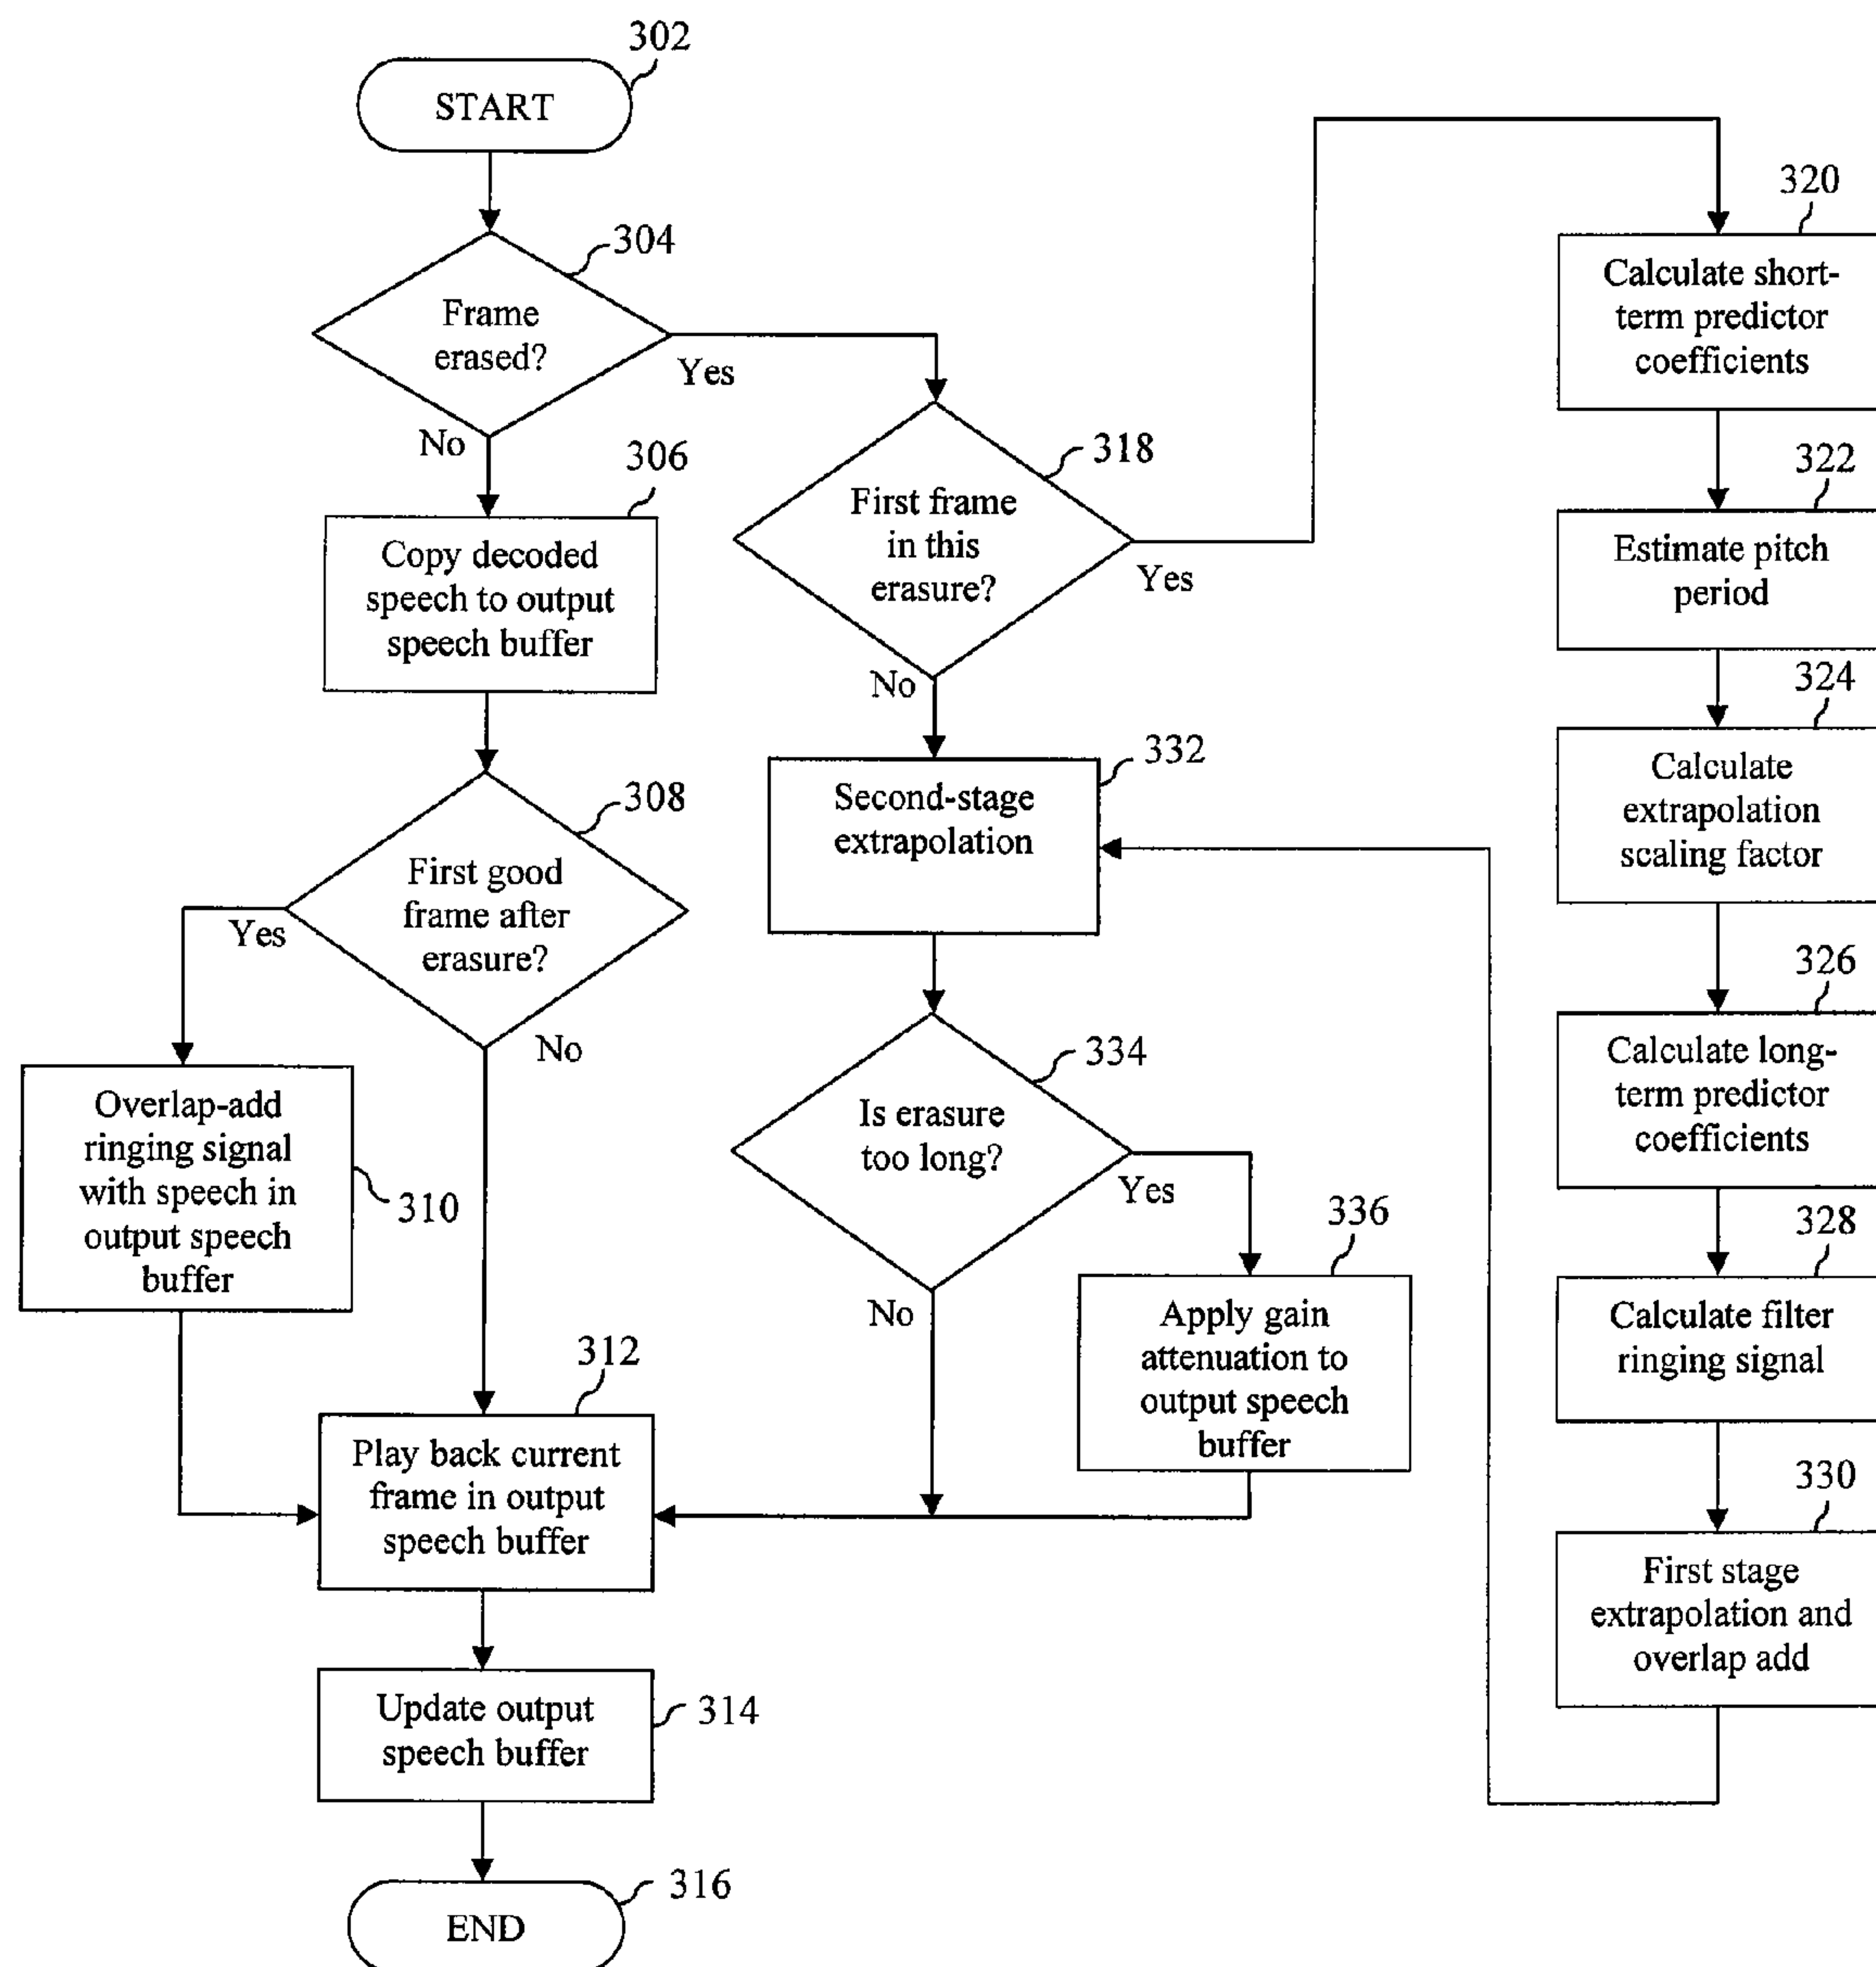 302
START
304
Frame
erased?
Yes
No
306
Copy decoded
speech to output
speech buffer
308
First good
frame after
erasure?
Yes
No
Overlap-add
ringing signal
with speech in
output speech
buffer
310
312
Play back current
frame in output
speech buffer
Update output
speech buffer
314
END
316
318
First frame
in this
erasure?
Yes
No
332
Second-stage
extrapolation
334
Is erasure
too long?
Yes
No
336
Apply gain
attenuation to
output speech
buffer
320
Calculate short-
term predictor
coefficients
322
Estimate pitch
period
324
Calculate
extrapolation
scaling factor
326
Calculate long-
term predictor
coefficients
328
Calculate filter
ringing signal
330
First stage
extrapolation and
overlap add